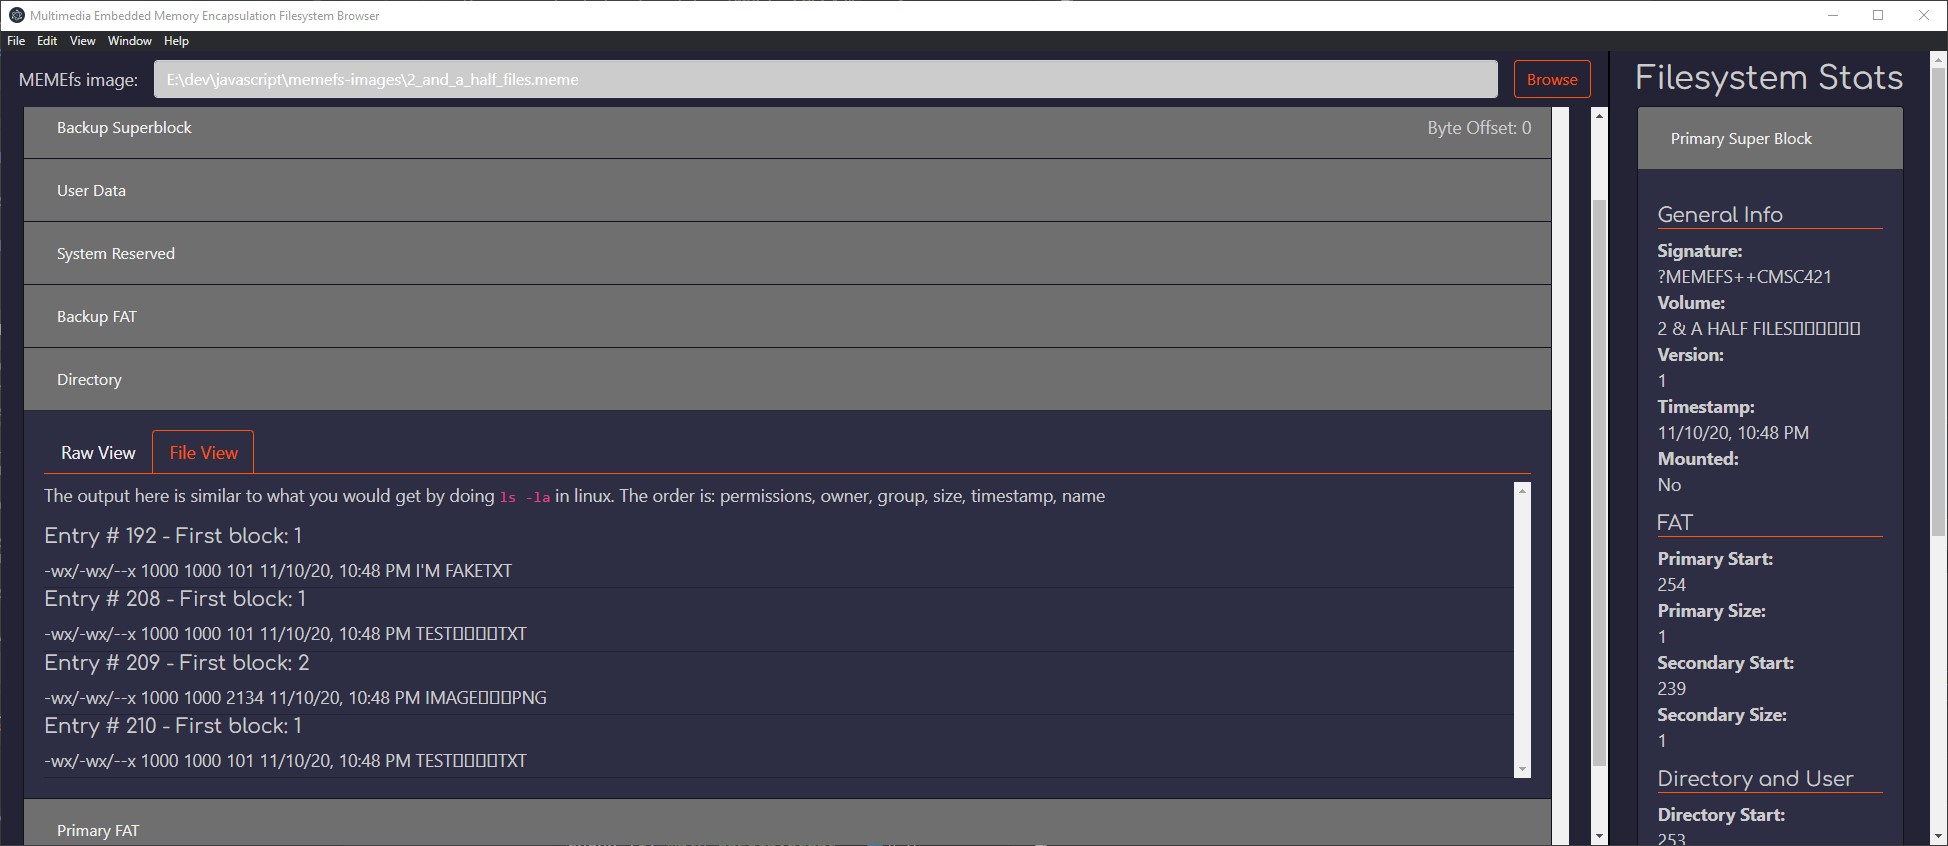 Multimedia Embedded Memory Encapsulation Filesystem Browser
File Edit View Window Help
MEMEfs image: E:\dev\javascript\memefs-images\2_and_a_half_files.meme Browse
Backup Superblock Byte Offset: 0
User Data
System Reserved
Backup FAT
Directory
Raw View File View
The output here is similar to what you would get by doing ls -la in linux. The order is: permissions, owner, group, size, timestamp, name
Entry # 192 - First block: 1
-wx/-wx/--x 1000 1000 101 11/10/20, 10:48 PM I'M FAKETXT
Entry # 208 - First block: 1
-wx/-wx/--x 1000 1000 101 11/10/20, 10:48 PM TEST▯▯▯▯TXT
Entry # 209 - First block: 2
-wx/-wx/--x 1000 1000 2134 11/10/20, 10:48 PM IMAGE▯▯▯PNG
Entry # 210 - First block: 1
-wx/-wx/--x 1000 1000 101 11/10/20, 10:48 PM TEST▯▯▯▯TXT
Primary FAT
Filesystem Stats
Primary Super Block
General Info
Signature:
?MEMEFS++CMSC421
Volume:
2 & A HALF FILES▯▯▯▯▯▯
Version:
1
Timestamp:
11/10/20, 10:48 PM
Mounted:
No
FAT
Primary Start:
254
Primary Size:
1
Secondary Start:
239
Secondary Size:
1
Directory and User
Directory Start:
253